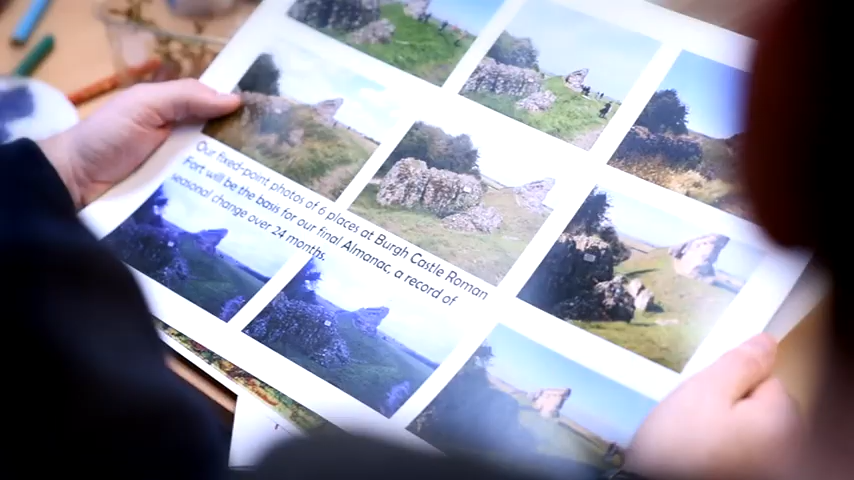 Our fixed-point photos of 6 places at Burgh Castle Roman
Fort will be the basis for our final Almanac, a record of
seasonal change over 24 months.